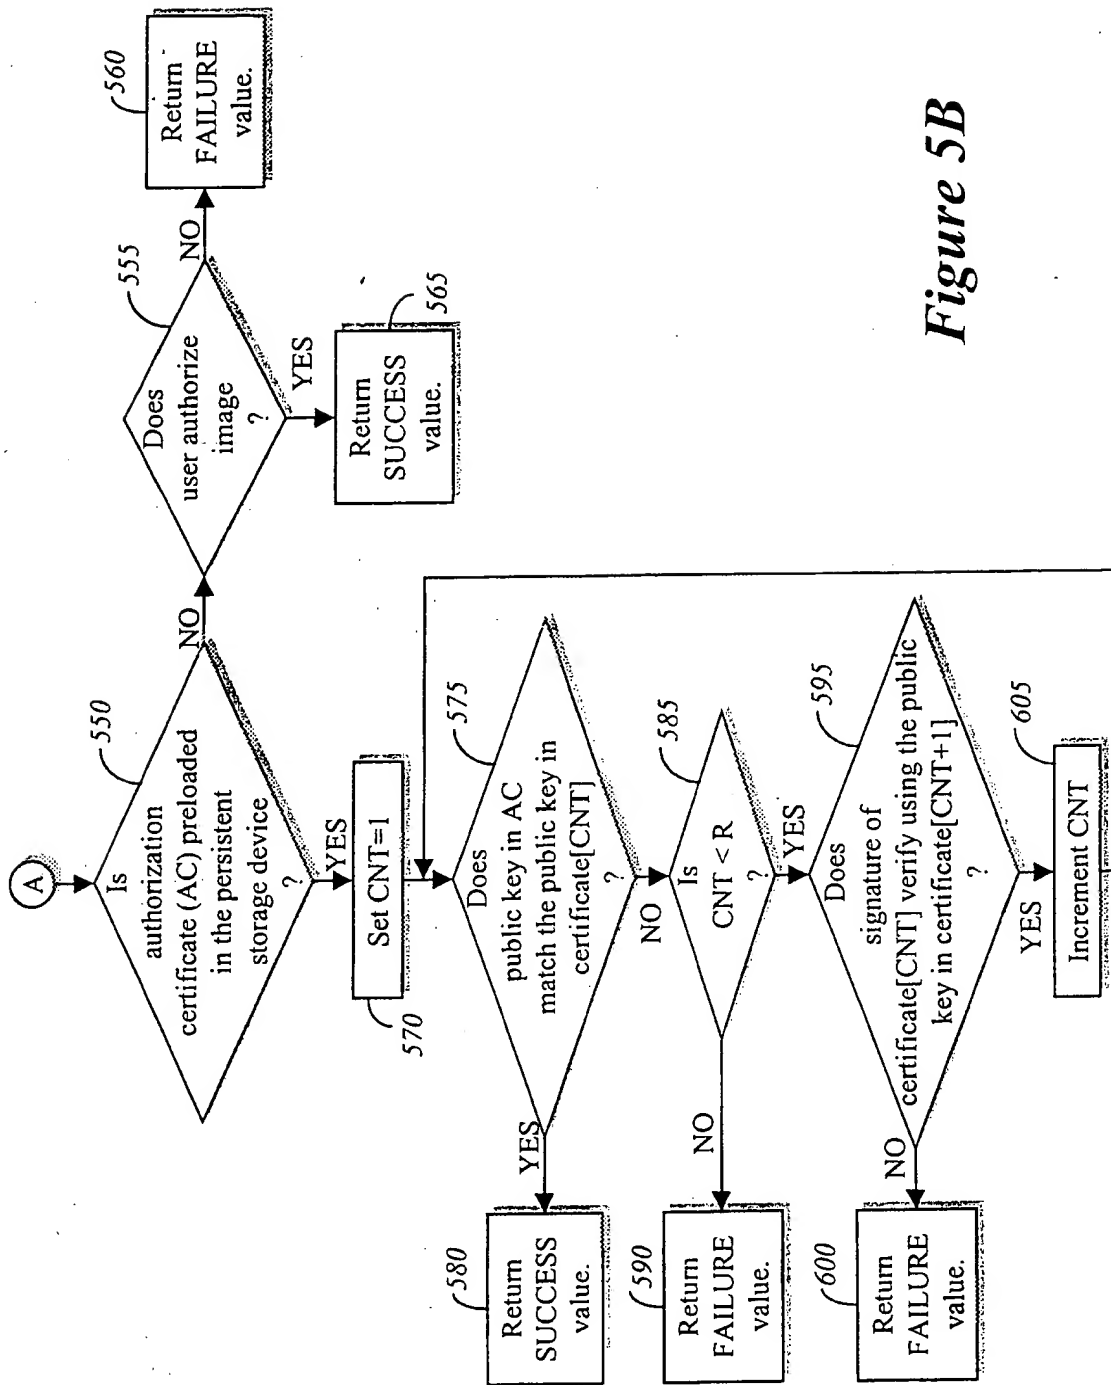 A
550
Is
authorization
certificate (AC) preloaded
in the persistent
storage device
?
NO
555
Does
user authorize
image
?
NO
560
Return
FAILURE
value.
YES
565
Return
SUCCESS
value.
YES
570
Set CNT=1
575
Does
public key in AC
match the public key in
certificate[CNT]
?
YES
580
Return
SUCCESS
value.
NO
585
Is
CNT < R
?
NO
590
Return
FAILURE
value.
YES
595
Does
signature of
certificate[CNT] verify using the public
key in certificate[CNT+1]
?
NO
600
Return
FAILURE
value.
YES
605
Increment CNT
Figure 5B